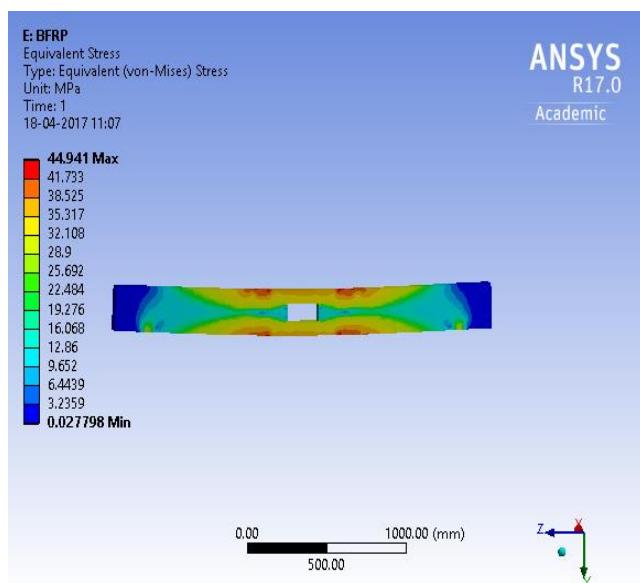 E: BFRP
Equivalent Stress
Type: Equivalent (von-Mises) Stress
Unit: MPa
Time: 1
18-04-2017 11:07
ANSYS
R17.0
Academic
44.941 Max
41.733
38.525
35.317
32.108
28.9
25.692
22.484
19.276
16.068
12.86
9.652
6.4439
3.2359
0.027798 Min
0.00 1000.00 (mm)
500.00
Z X
Y